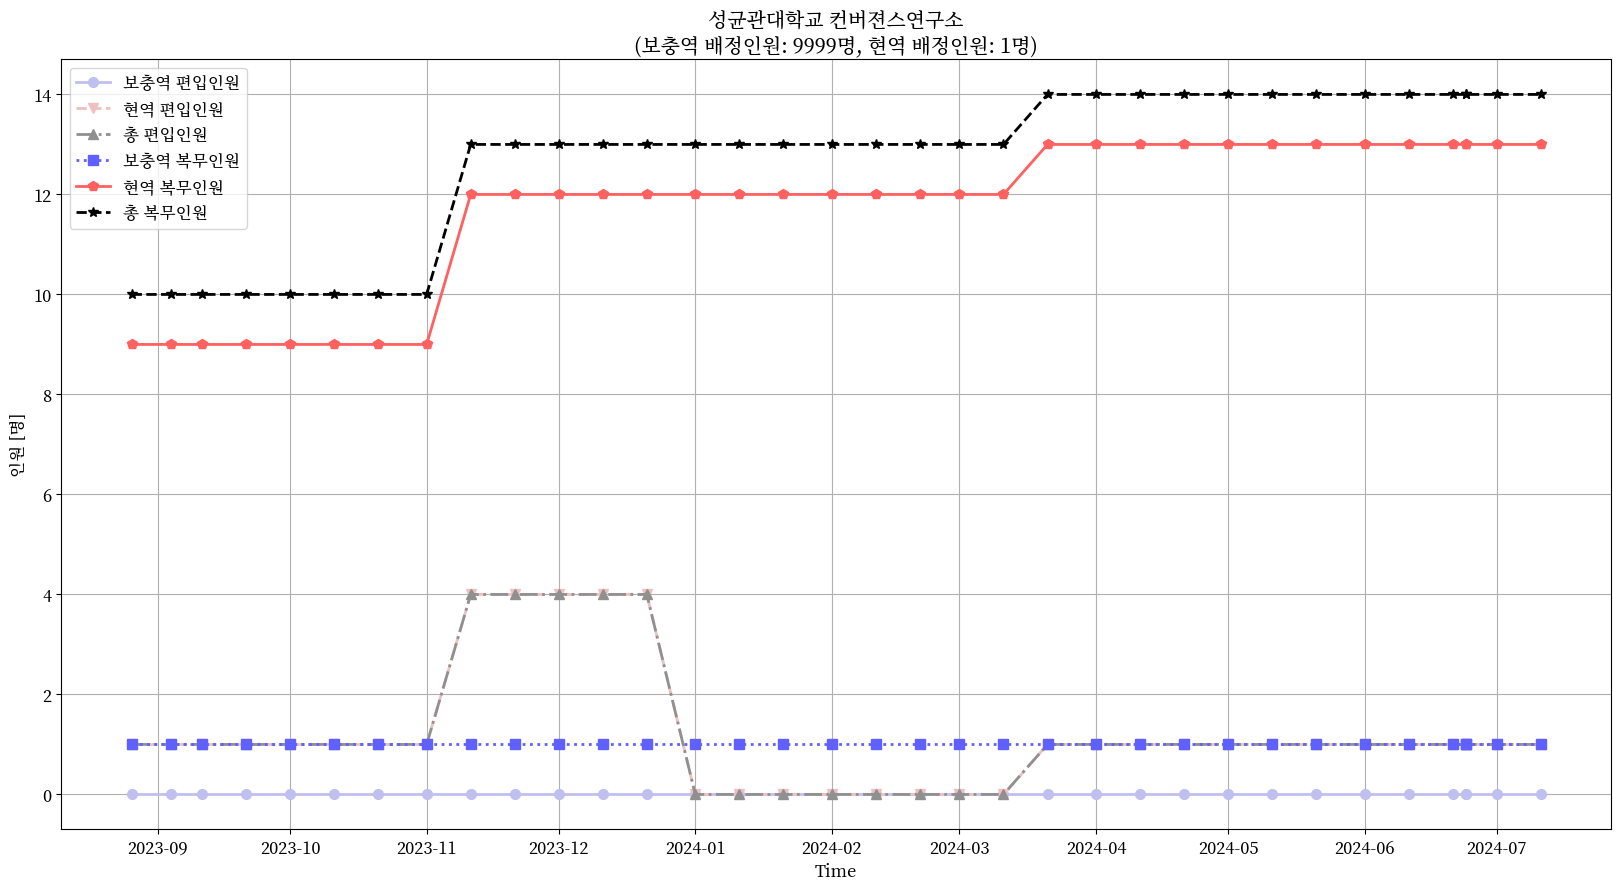 성균관대학교 컨버젼스연구소
(보충역 배정인원: 9999명, 현역 배정인원: 1명)
보충역 편입인원
현역 편입인원
총 편입인원
보충역 복무인원
현역 복무인원
총 복무인원
인원 [명]
14
12
10
8
6
4
2
0
2023-09
2023-10
2023-11
2023-12
2024-01
2024-02
2024-03
2024-04
2024-05
2024-06
2024-07
Time